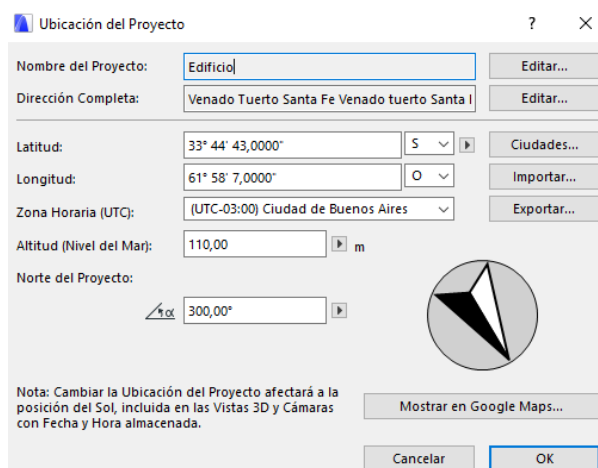 Ubicación del Proyecto ? ×
Nombre del Proyecto: Edificio Editar...
Dirección Completa: Venado Tuerto Santa Fe Venado tuerto Santa Editar...
Latitud: 33° 44' 43,0000" S Ciudades...
Longitud: 61° 58' 7,0000" O Importar...
Zona Horaria (UTC): (UTC-03:00) Ciudad de Buenos Aires Exportar...
Altitud (Nivel del Mar): 110,00 m
Norte del Proyecto:
α 300,00°
Nota: Cambiar la Ubicación del Proyecto afectará a la
posición del Sol, incluida en las Vistas 3D y Cámaras
con Fecha y Hora almacenada.
Mostrar en Google Maps...
Cancelar OK